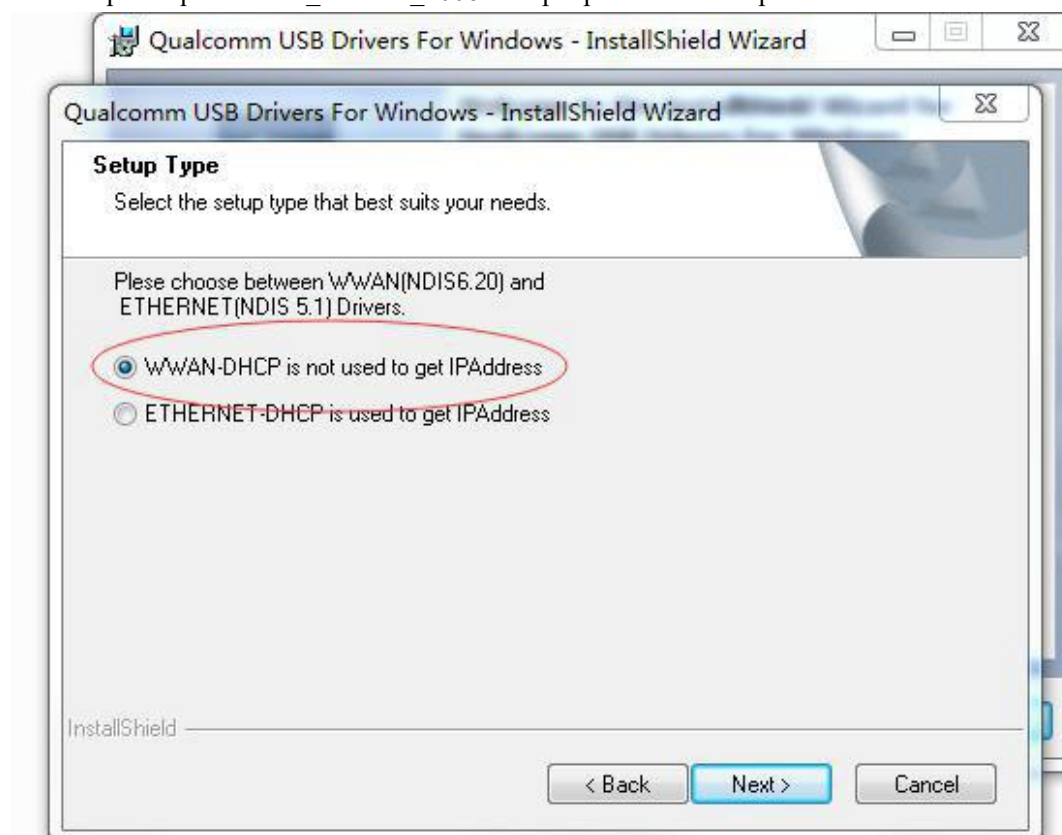 Qualcomm USB Drivers For Windows - InstallShield Wizard
Qualcomm USB Drivers For Windows - InstallShield Wizard
Setup Type
Select the setup type that best suits your needs.
Plese choose between WWAN(NDIS6.20) and
ETHERNET(NDIS 5.1) Drivers.
WWAN-DHCP is not used to get IPAddress
ETHERNET-DHCP is used to get IPAddress
InstallShield
< Back Next > Cancel